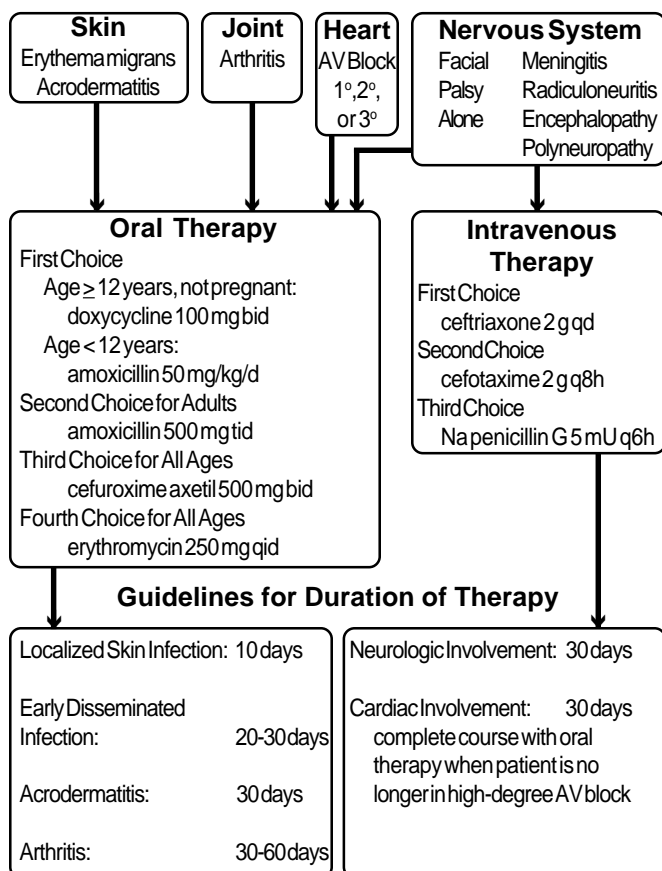 Skin
Erythema migrans
Acrodermatitis
Joint
Arthritis
Heart
AV Block
1º, 2º,
or 3º
Nervous System
Facial
Palsy
Alone
Meningitis
Radiculoneuritis
Encephalopathy
Polyneuropathy
Oral Therapy
First Choice
Age ≥ 12 years, not pregnant:
doxycycline 100 mg bid
Age < 12 years:
amoxicillin 50 mg/kg/d
Second Choice for Adults
amoxicillin 500 mg tid
Third Choice for All Ages
cefuroxime axetil 500 mg bid
Fourth Choice for All Ages
erythromycin 250 mg qid
Intravenous
Therapy
First Choice
ceftriaxone 2 g qd
Second Choice
cefotaxime 2 g q8h
Third Choice
Na penicillin G 5 mU q6h
Guidelines for Duration of Therapy
Localized Skin Infection: 10 days
Early Disseminated
Infection: 20-30 days
Acrodermatitis: 30 days
Arthritis: 30-60 days
Neurologic Involvement: 30 days
Cardiac Involvement: 30 days
complete course with oral
therapy when patient is no
longer in high-degree AV block